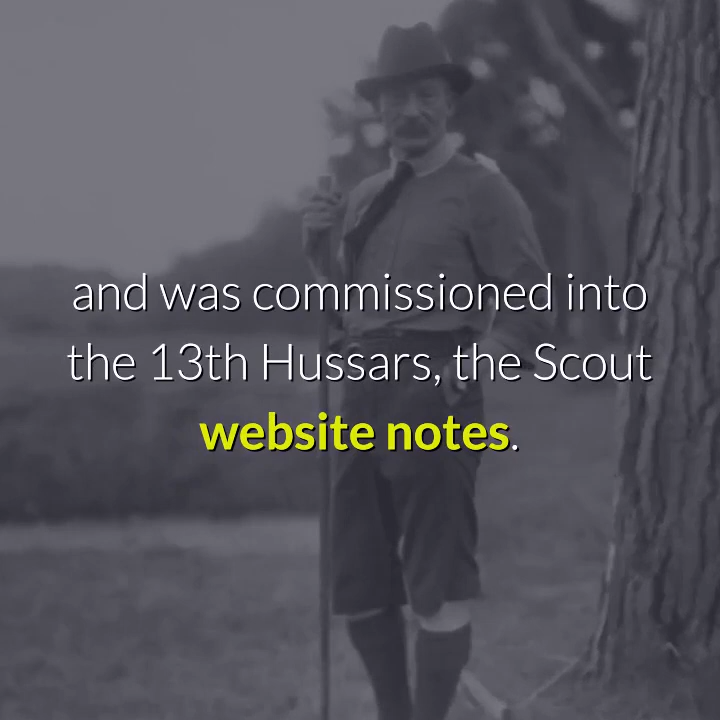 and was commissioned into
the 13th Hussars, the Scout
website notes.